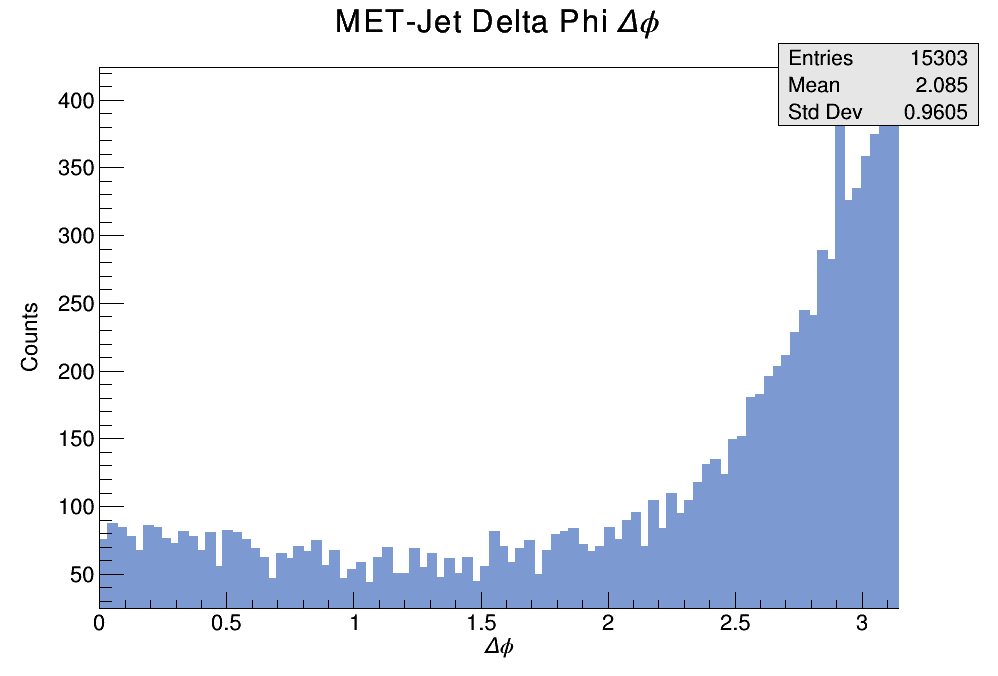 MET-Jet Delta Phi Δϕ
Entries 15303
Mean 2.085
Std Dev 0.9605
400
350
300
250
200
150
100
50
Counts
0 0.5 1 1.5 2 2.5 3
Δϕ